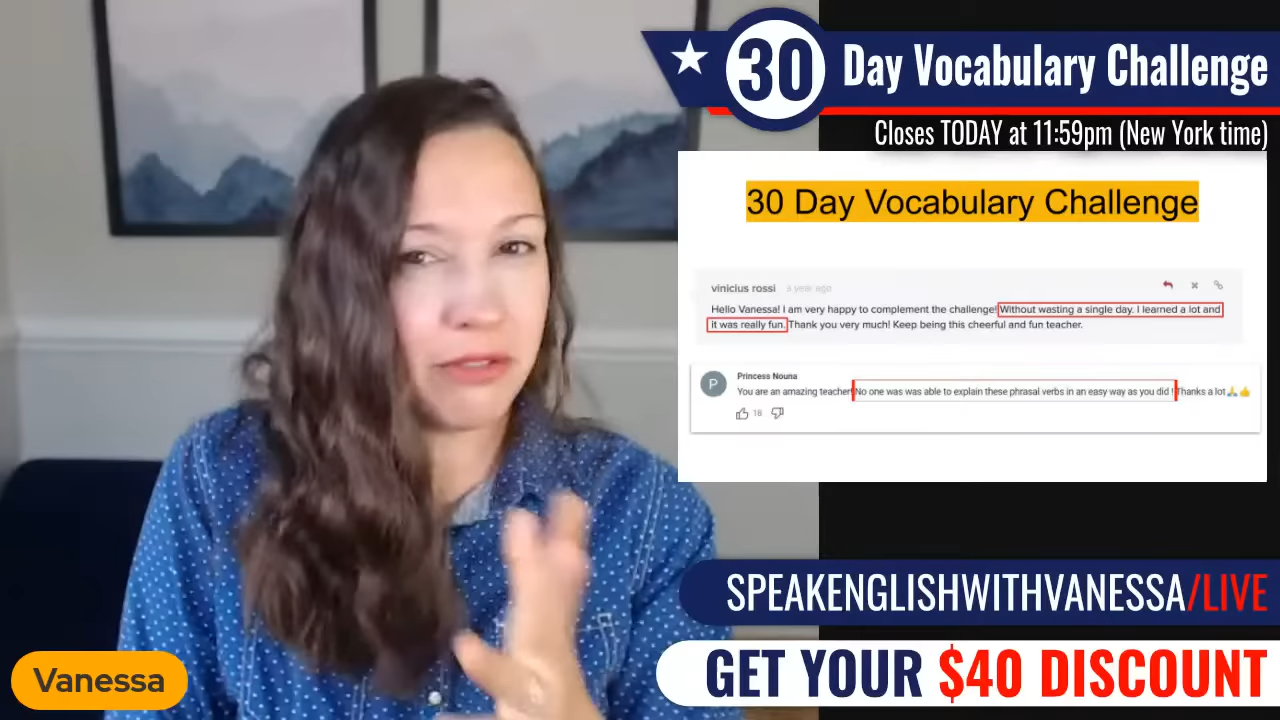 30 Day Vocabulary Challenge
Closes TODAY at 11:59pm (New York time)
30 Day Vocabulary Challenge
vinicius rossi a year ago
Hello Vanessa! I am very happy to complement the challenge! Without wasting a single day. I learned a lot and
it was really fun. Thank you very much! Keep being this cheerful and fun teacher.
P
Princess Nouna
You are an amazing teacher! No one was was able to explain these phrasal verbs in an easy way as you did ! Thanks a lot🙏👍
18
SPEAKENGLISHWITHVANESSA/LIVE
GET YOUR $40 DISCOUNT
Vanessa